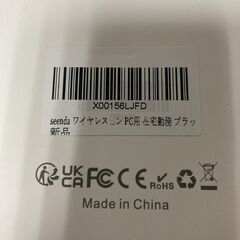 X00156LJFD
seenda ワイヤレス...ン PC用 在宅勤務 ブラッ
新品
UK
CA FC CE RoHS
Made in China